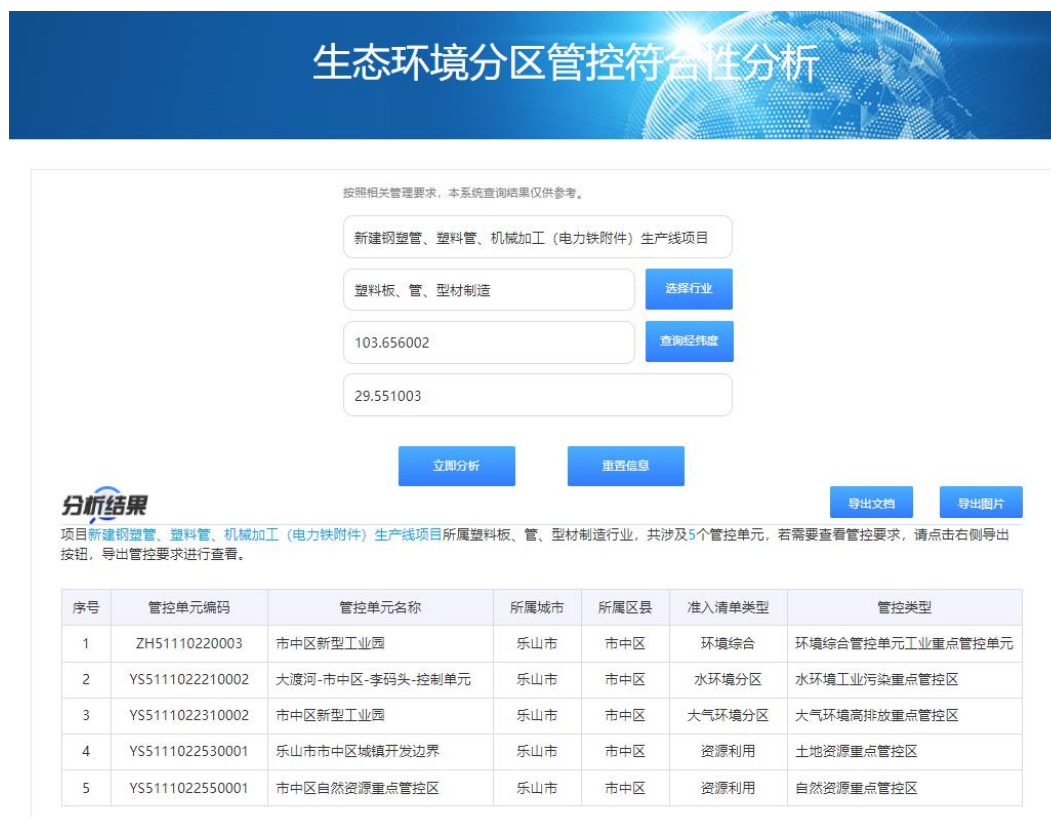 生态环境分区管控符合性分析
按照相关管理要求，本系统查询结果仅供参考。
新建钢塑管、塑料管、机械加工（电力铁附件）生产线项目
塑料板、管、型材制造
选择行业
103.656002
查询经纬度
29.551003
立即分析
重置信息
分析结果
导出文档
导出图片
项目新建钢塑管、塑料管、机械加工（电力铁附件）生产线项目所属塑料板、管、型材制造行业，共涉及5个管控单元，若需要查看管控要求，请点击右侧导出
按钮，导出管控要求进行查看。
序号 管控单元编码 管控单元名称 所属城市 所属区县 准入清单类型 管控类型
1 ZH51110220003 市中区新型工业园 乐山市 市中区 环境综合 环境综合管控单元工业重点管控单元
2 YS5111022210002 大渡河-市中区-李码头-控制单元 乐山市 市中区 水环境分区 水环境工业污染重点管控区
3 YS5111022310002 市中区新型工业园 乐山市 市中区 大气环境分区 大气环境高排放重点管控区
4 YS5111022530001 乐山市市中区城镇开发边界 乐山市 市中区 资源利用 土地资源重点管控区
5 YS5111022550001 市中区自然资源重点管控区 乐山市 市中区 资源利用 自然资源重点管控区